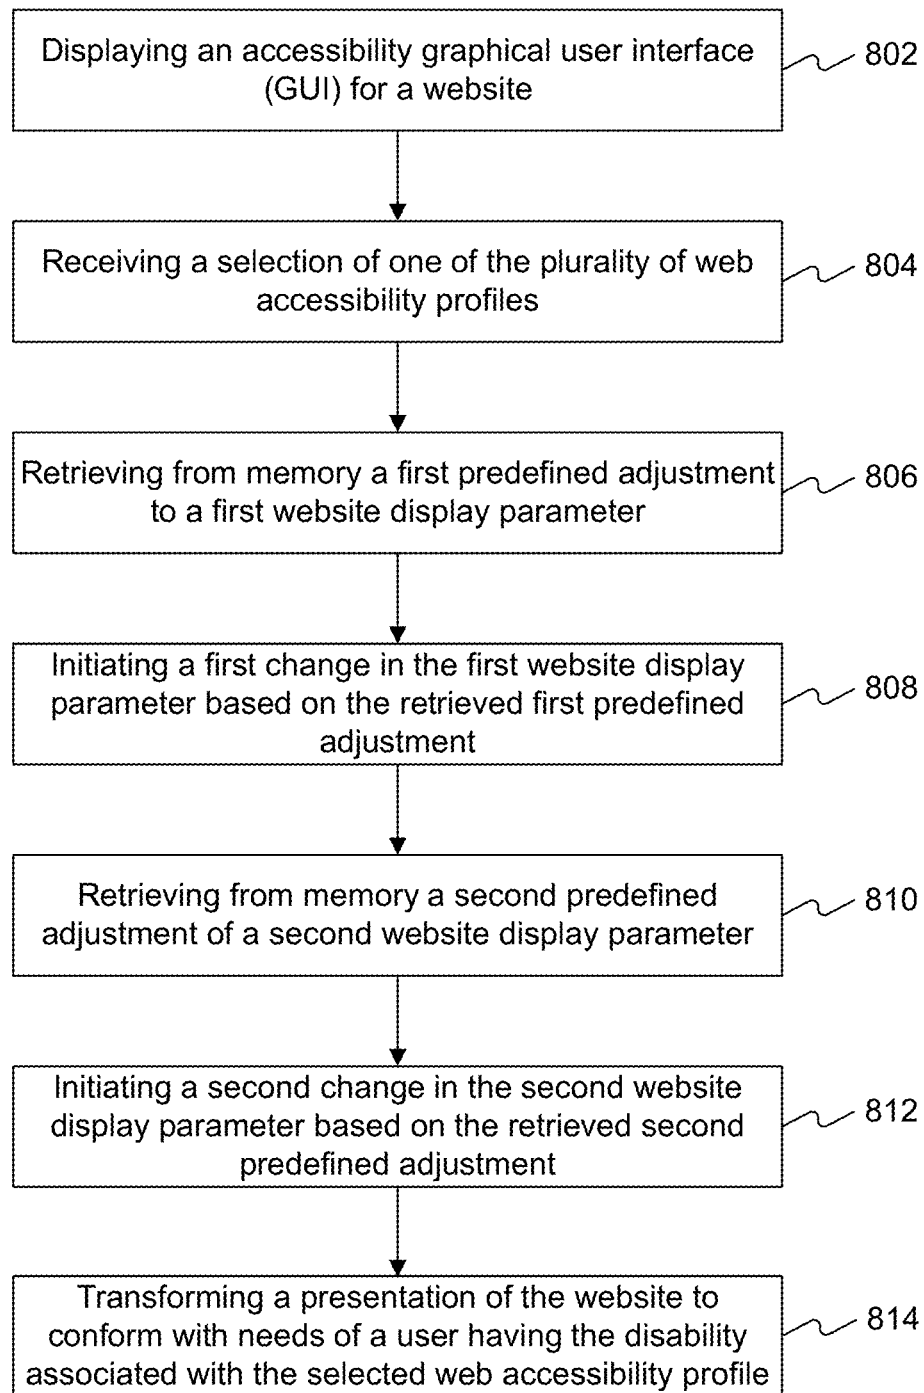 Displaying an accessibility graphical user interface
(GUI) for a website
802
Receiving a selection of one of the plurality of web
accessibility profiles
804
Retrieving from memory a first predefined adjustment
to a first website display parameter
806
Initiating a first change in the first website display
parameter based on the retrieved first predefined
adjustment
808
Retrieving from memory a second predefined
adjustment of a second website display parameter
810
Initiating a second change in the second website
display parameter based on the retrieved second
predefined adjustment
812
Transforming a presentation of the website to
conform with needs of a user having the disability
associated with the selected web accessibility profile
814